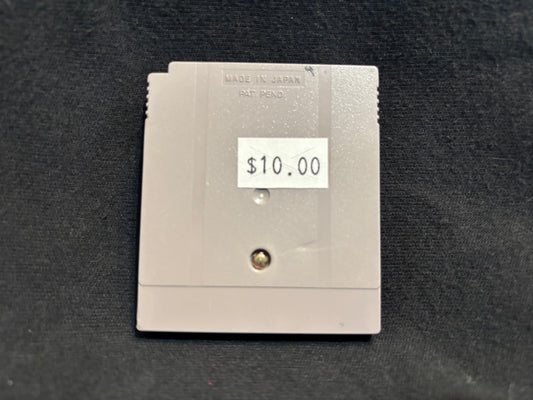 MADE IN JAPAN
PAT. PEND.
$10.00